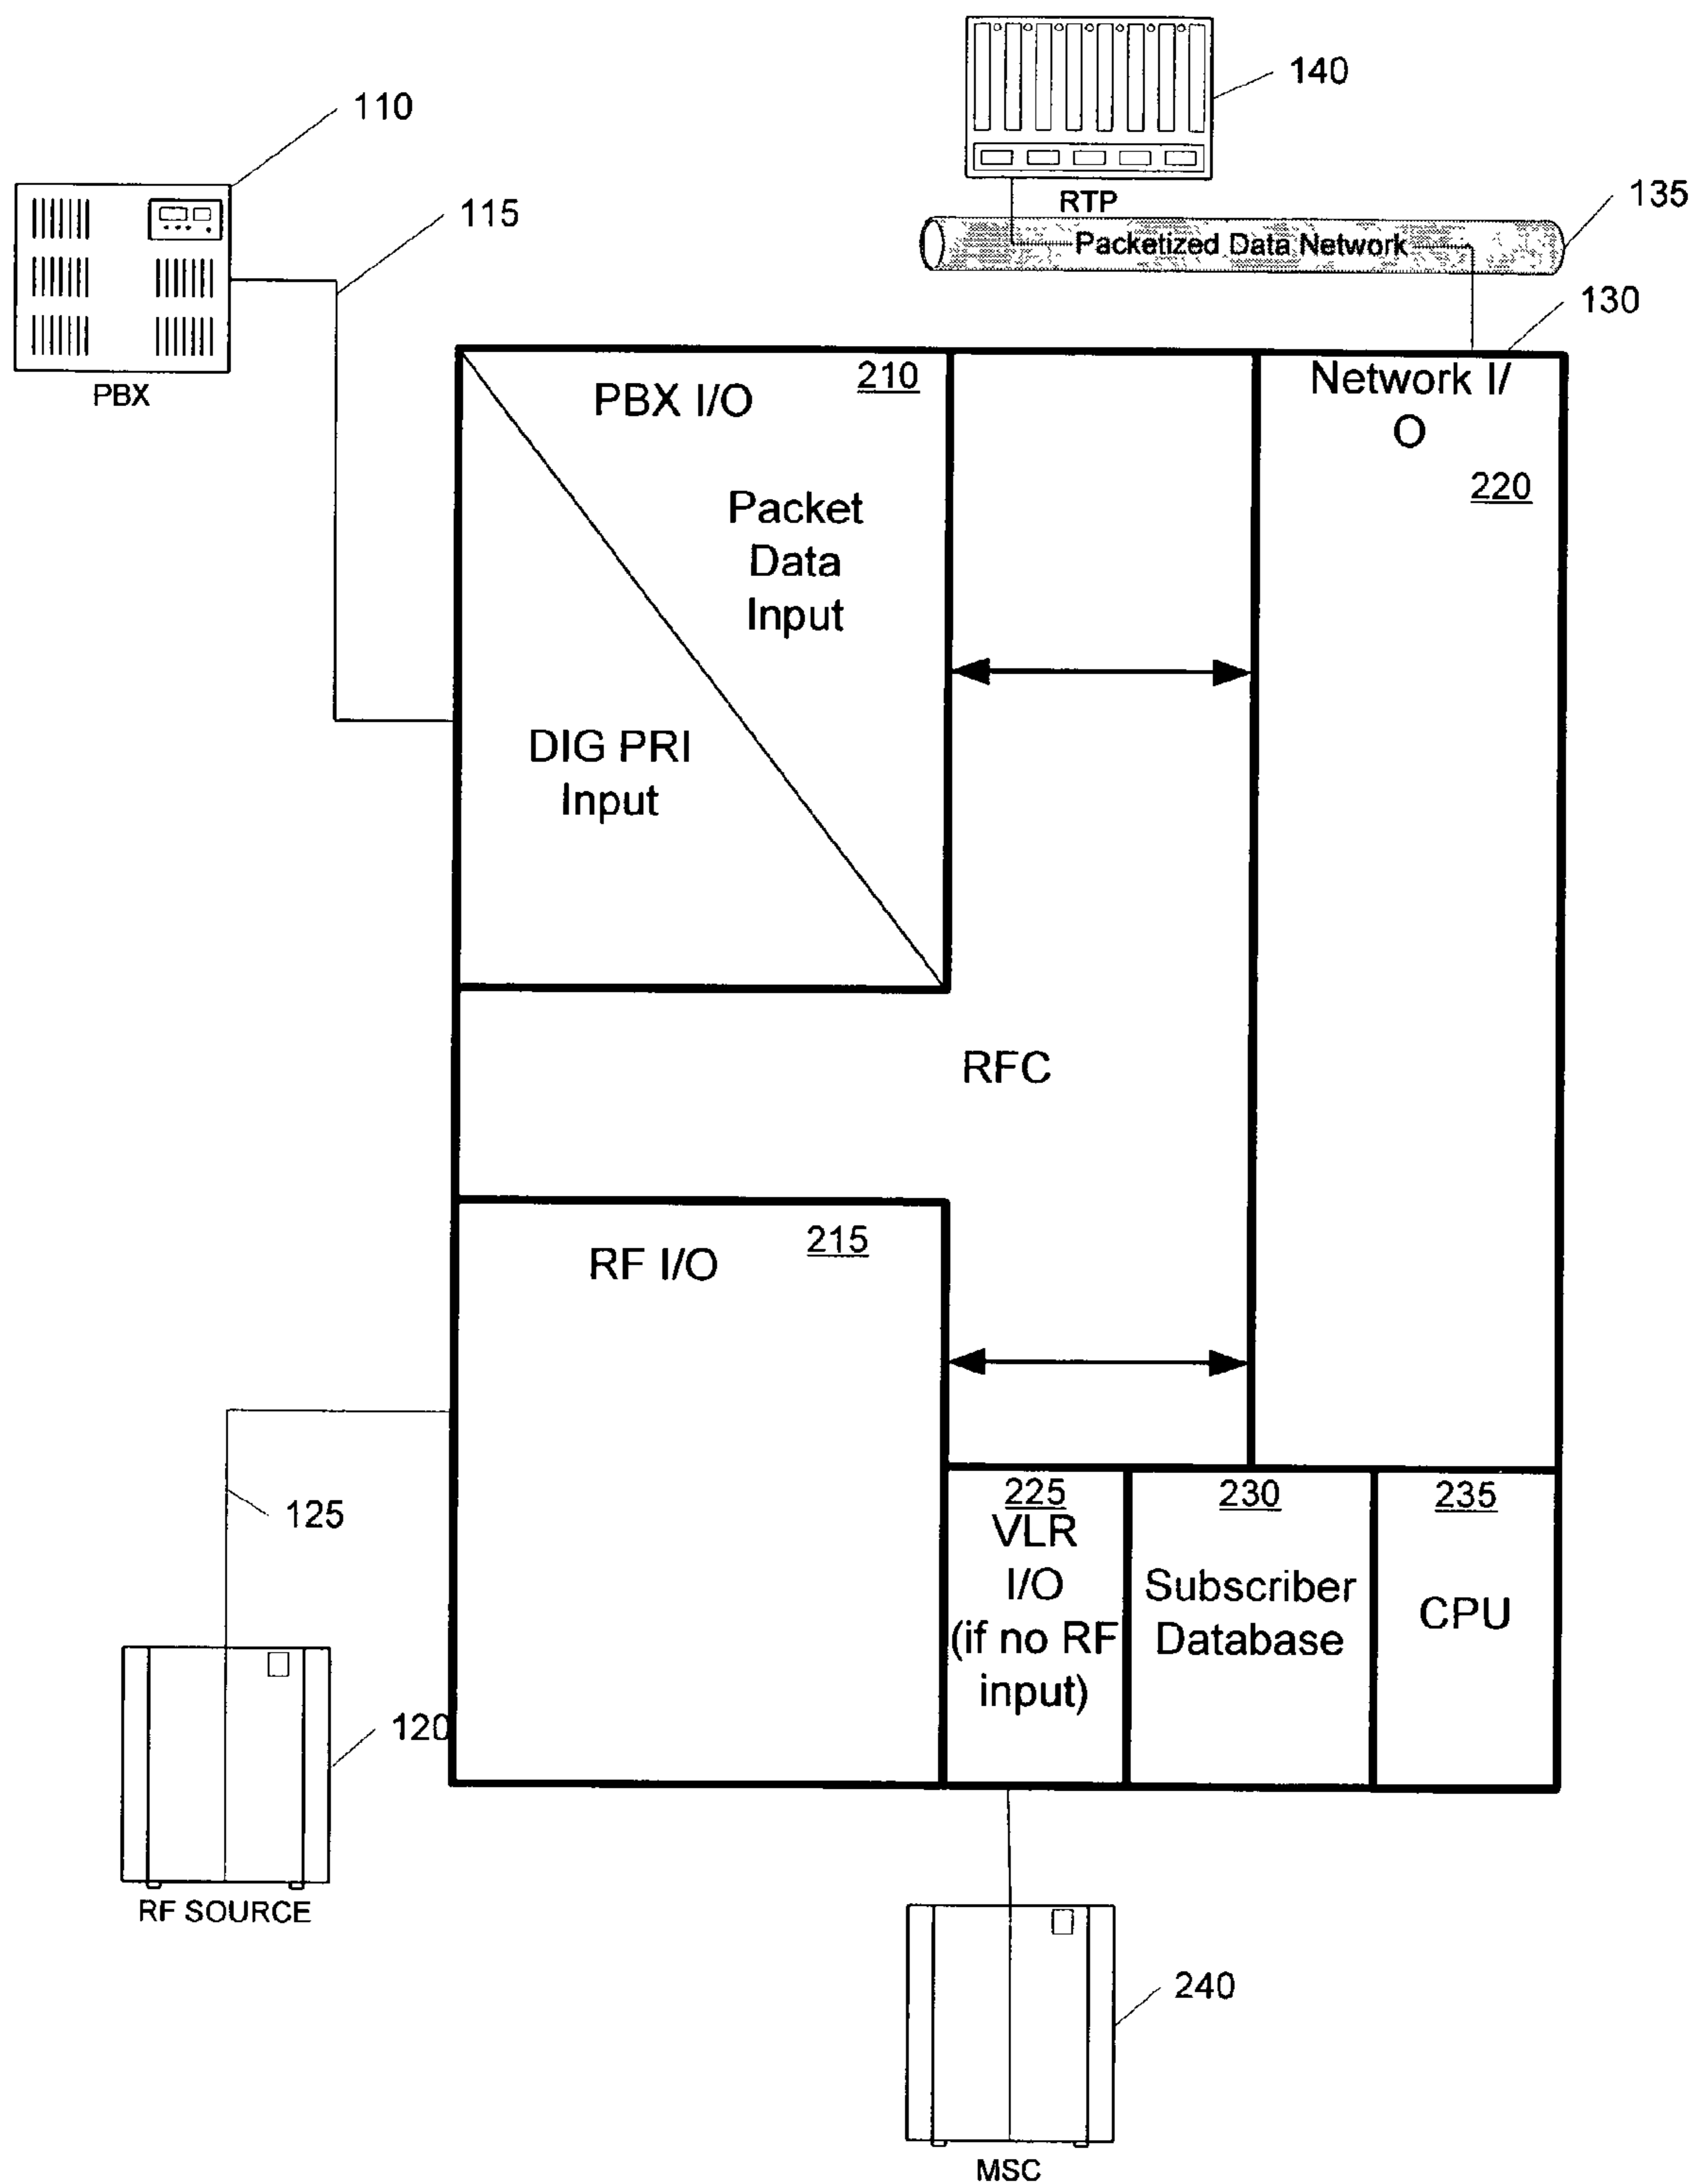 140
110
RTP
135
115
Packetized Data Network
130
PBX
210
PBX I/O
Network I/
O
220
Packet
Data
Input
DIG PRI
Input
RFC
215
RF I/O
125
225
VLR
I/O
(if no RF
input)
230
Subscriber
Database
235
CPU
120
RF SOURCE
240
MSC